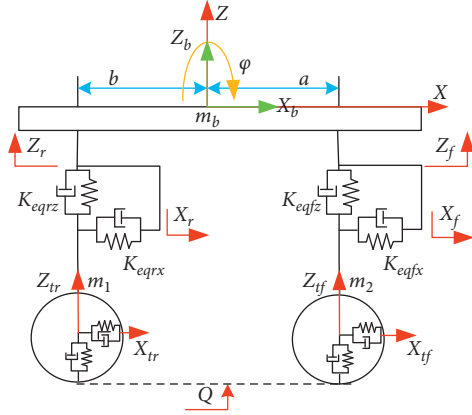 Z
Z_b
φ
b
a
X
X_b
m_b
Z_r
Z_f
K_eqrz
X_r
K_eqfz
X_f
K_eqrx
K_eqfx
Z_tr
m_1
Z_tf
m_2
X_tr
X_tf
Q